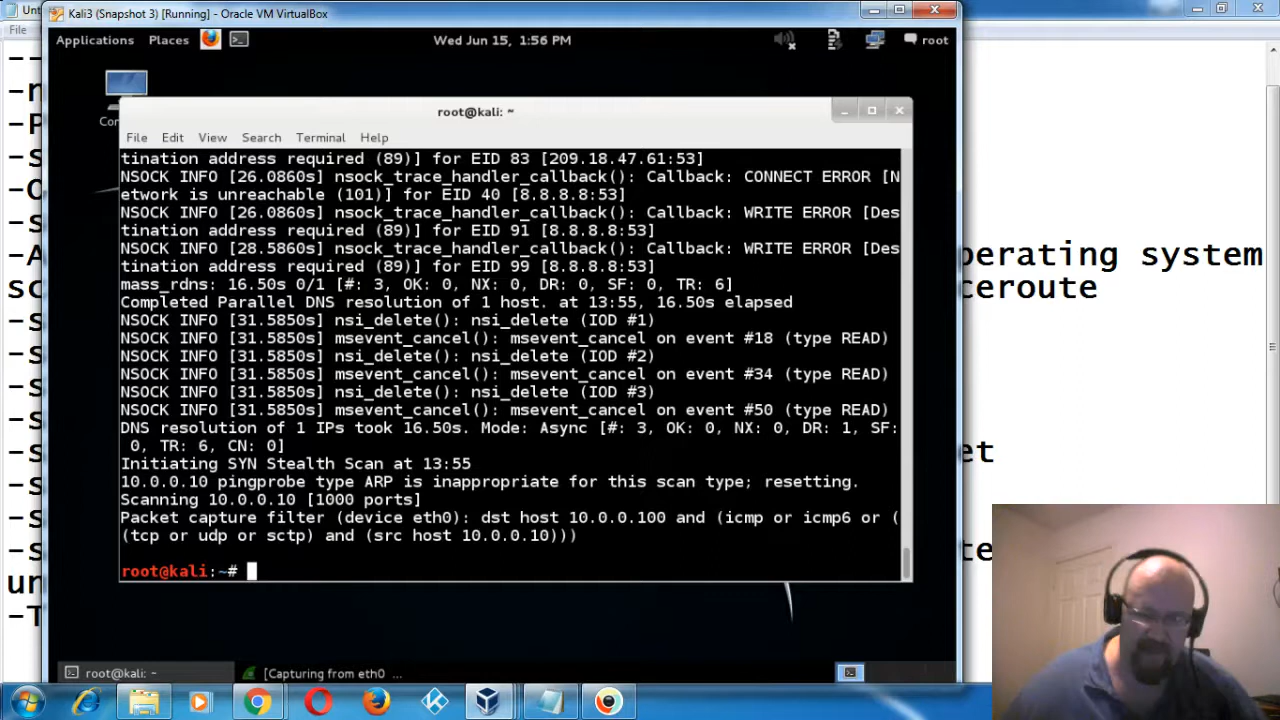 Unt
Kali3 (Snapshot 3) [Running] - Oracle VM VirtualBox
File
Applications Places Wed Jun 15, 1:56 PM root
root@kali: ~
File Edit View Search Terminal Help
tination address required (89)] for EID 83 [209.18.47.61:53]
NSOCK INFO [26.0860s] nsock_trace_handler_callback(): Callback: CONNECT ERROR [N
etwork is unreachable (101)] for EID 40 [8.8.8.8:53]
NSOCK INFO [26.0860s] nsock_trace_handler_callback(): Callback: WRITE ERROR [Des
tination address required (89)] for EID 91 [8.8.8.8:53]
NSOCK INFO [28.5860s] nsock_trace_handler_callback(): Callback: WRITE ERROR [Des
tination address required (89)] for EID 99 [8.8.8.8:53]
mass_rdns: 16.50s 0/1 [#: 3, OK: 0, NX: 0, DR: 0, SF: 0, TR: 6]
Completed Parallel DNS resolution of 1 host. at 13:55, 16.50s elapsed
NSOCK INFO [31.5850s] nsi_delete(): nsi_delete (IOD #1)
NSOCK INFO [31.5850s] msevent_cancel(): msevent_cancel on event #18 (type READ)
NSOCK INFO [31.5850s] nsi_delete(): nsi_delete (IOD #2)
NSOCK INFO [31.5850s] msevent_cancel(): msevent_cancel on event #34 (type READ)
NSOCK INFO [31.5850s] nsi_delete(): nsi_delete (IOD #3)
NSOCK INFO [31.5850s] msevent_cancel(): msevent_cancel on event #50 (type READ)
DNS resolution of 1 IPs took 16.50s. Mode: Async [#: 3, OK: 0, NX: 0, DR: 1, SF:
0, TR: 6, CN: 0]
Initiating SYN Stealth Scan at 13:55
10.0.0.10 pingprobe type ARP is inappropriate for this scan type; resetting.
Scanning 10.0.0.10 [1000 ports]
Packet capture filter (device eth0): dst host 10.0.0.100 and (icmp or icmp6 or (
(tcp or udp or sctp) and (src host 10.0.0.10)))
root@kali:~#
perating system
ceroute
et
te
un
root@kali: ~ [Capturing from eth0 ...